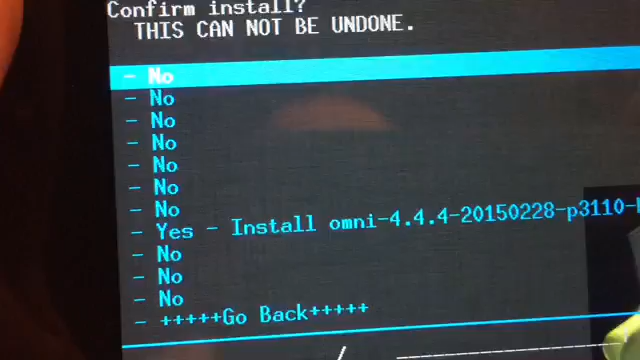 Confirm install?
THIS CAN NOT BE UNDONE.
- No
- No
- No
- No
- No
- No
- No
- Yes - Install omni-4.4.4-20150228-p3110-
- No
- No
- No
- +++++Go Back+++++